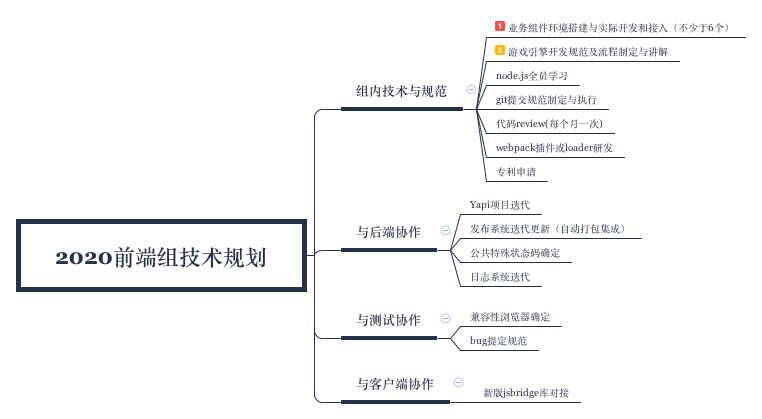 2020前端组技术规划
组内技术与规范
1 业务组件环境搭建与实际开发和接入（不少于6个）
2 游戏引擎开发规范及流程制定与讲解
node.js全员学习
git提交规范制定与执行
代码review(每个月一次)
webpack插件或loader研发
专利申请
与后端协作
Yapi项目迭代
发布系统迭代更新（自动打包集成）
公共特殊状态码确定
日志系统迭代
与测试协作
兼容性浏览器确定
bug提定规范
与客户端协作
新版jsbridge库对接